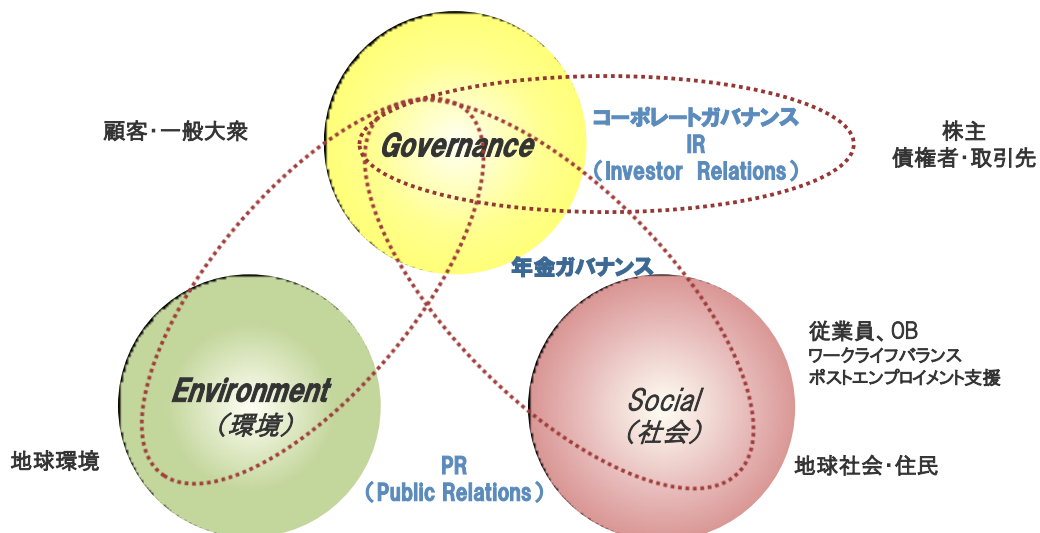 顧客・一般大衆
Governance
コーポレートガバナンス
IR
（Investor Relations）
株主
債権者・取引先
年金ガバナンス
従業員、OB
ワークライフバランス
ポストエンプロイメント支援
Environment
（環境）
Social
（社会）
地球環境
PR
（Public Relations）
地球社会・住民